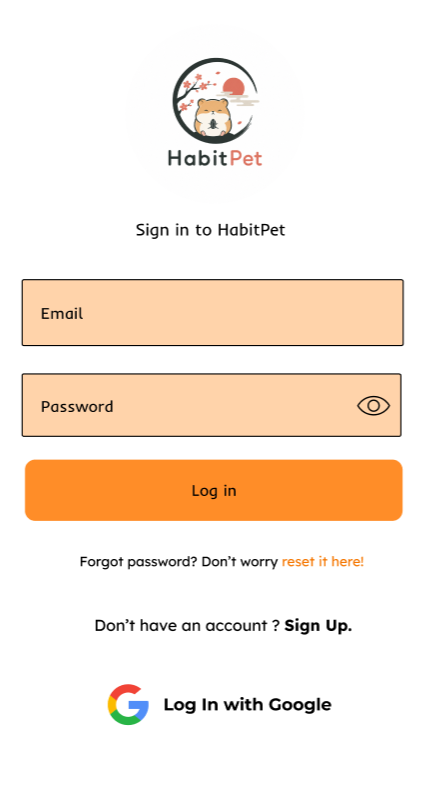 HabitPet
Sign in to HabitPet
Email
Password
Log in
Forgot password? Don't worry reset it here!
Don't have an account ? Sign Up.
Log In with Google